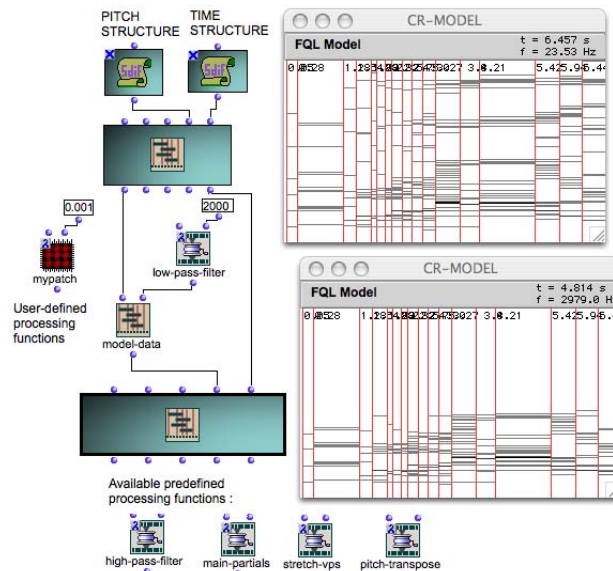 PITCH STRUCTURE
TIME STRUCTURE
Sdif
Sdif
0.001
2000
mypatch
low-pass-filter
User-defined
processing
functions
model-data
Available predefined
processing functions :
high-pass-filter
main-partials
stretch-vps
pitch-transpose
CR-MODEL
FQL Model
t = 6.457 s
f = 23.53 Hz
CR-MODEL
FQL Model
t = 4.814 s
f = 2979.0 Hz